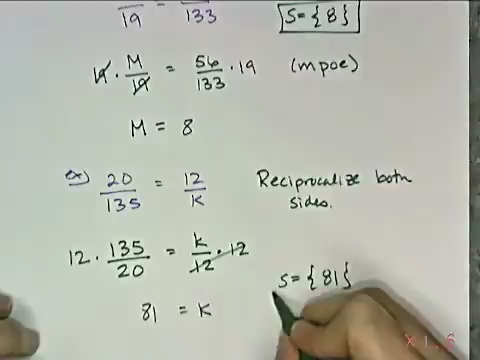 /19 = /133
S = {8}
19 · M/19 = 56/133 · 19 (mpoe)
M = 8
ex) 20/135 = 12/K Reciprocalize both sides.
12 · 135/20 = K/12 · 12
81 = K
S = {81}